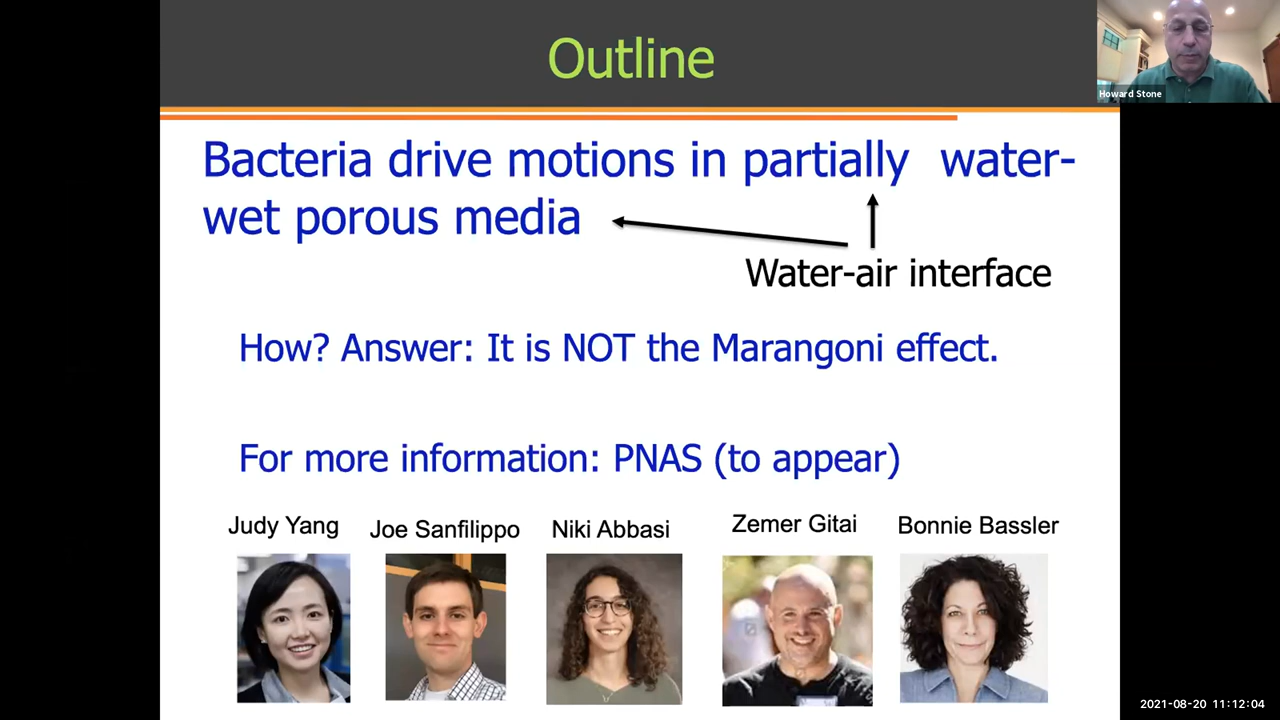 Outline
Howard Stone
Bacteria drive motions in partially water-
wet porous media
Water-air interface
How? Answer: It is NOT the Marangoni effect.
For more information: PNAS (to appear)
Judy Yang
Joe Sanfilippo
Niki Abbasi
Zemer Gitai
Bonnie Bassler
2021-08-20 11:12:04